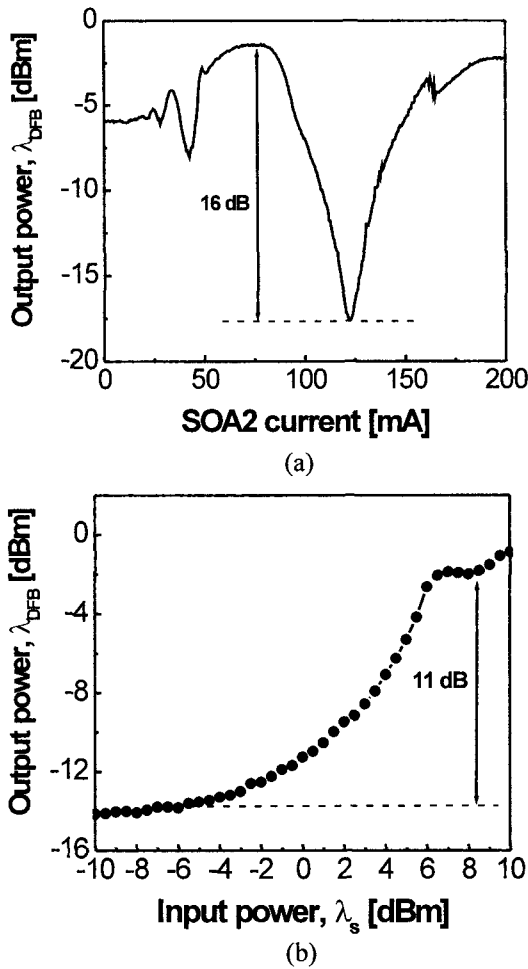 0
-5
-10
-15
-20
Output power, λDFB [dBm]
16 dB
0 50 100 150 200
SOA2 current [mA]
(a)
0
-4
-8
-12
-16
Output power, λDFB [dBm]
11 dB
-10 -8 -6 -4 -2 0 2 4 6 8 10
Input power, λs [dBm]
(b)